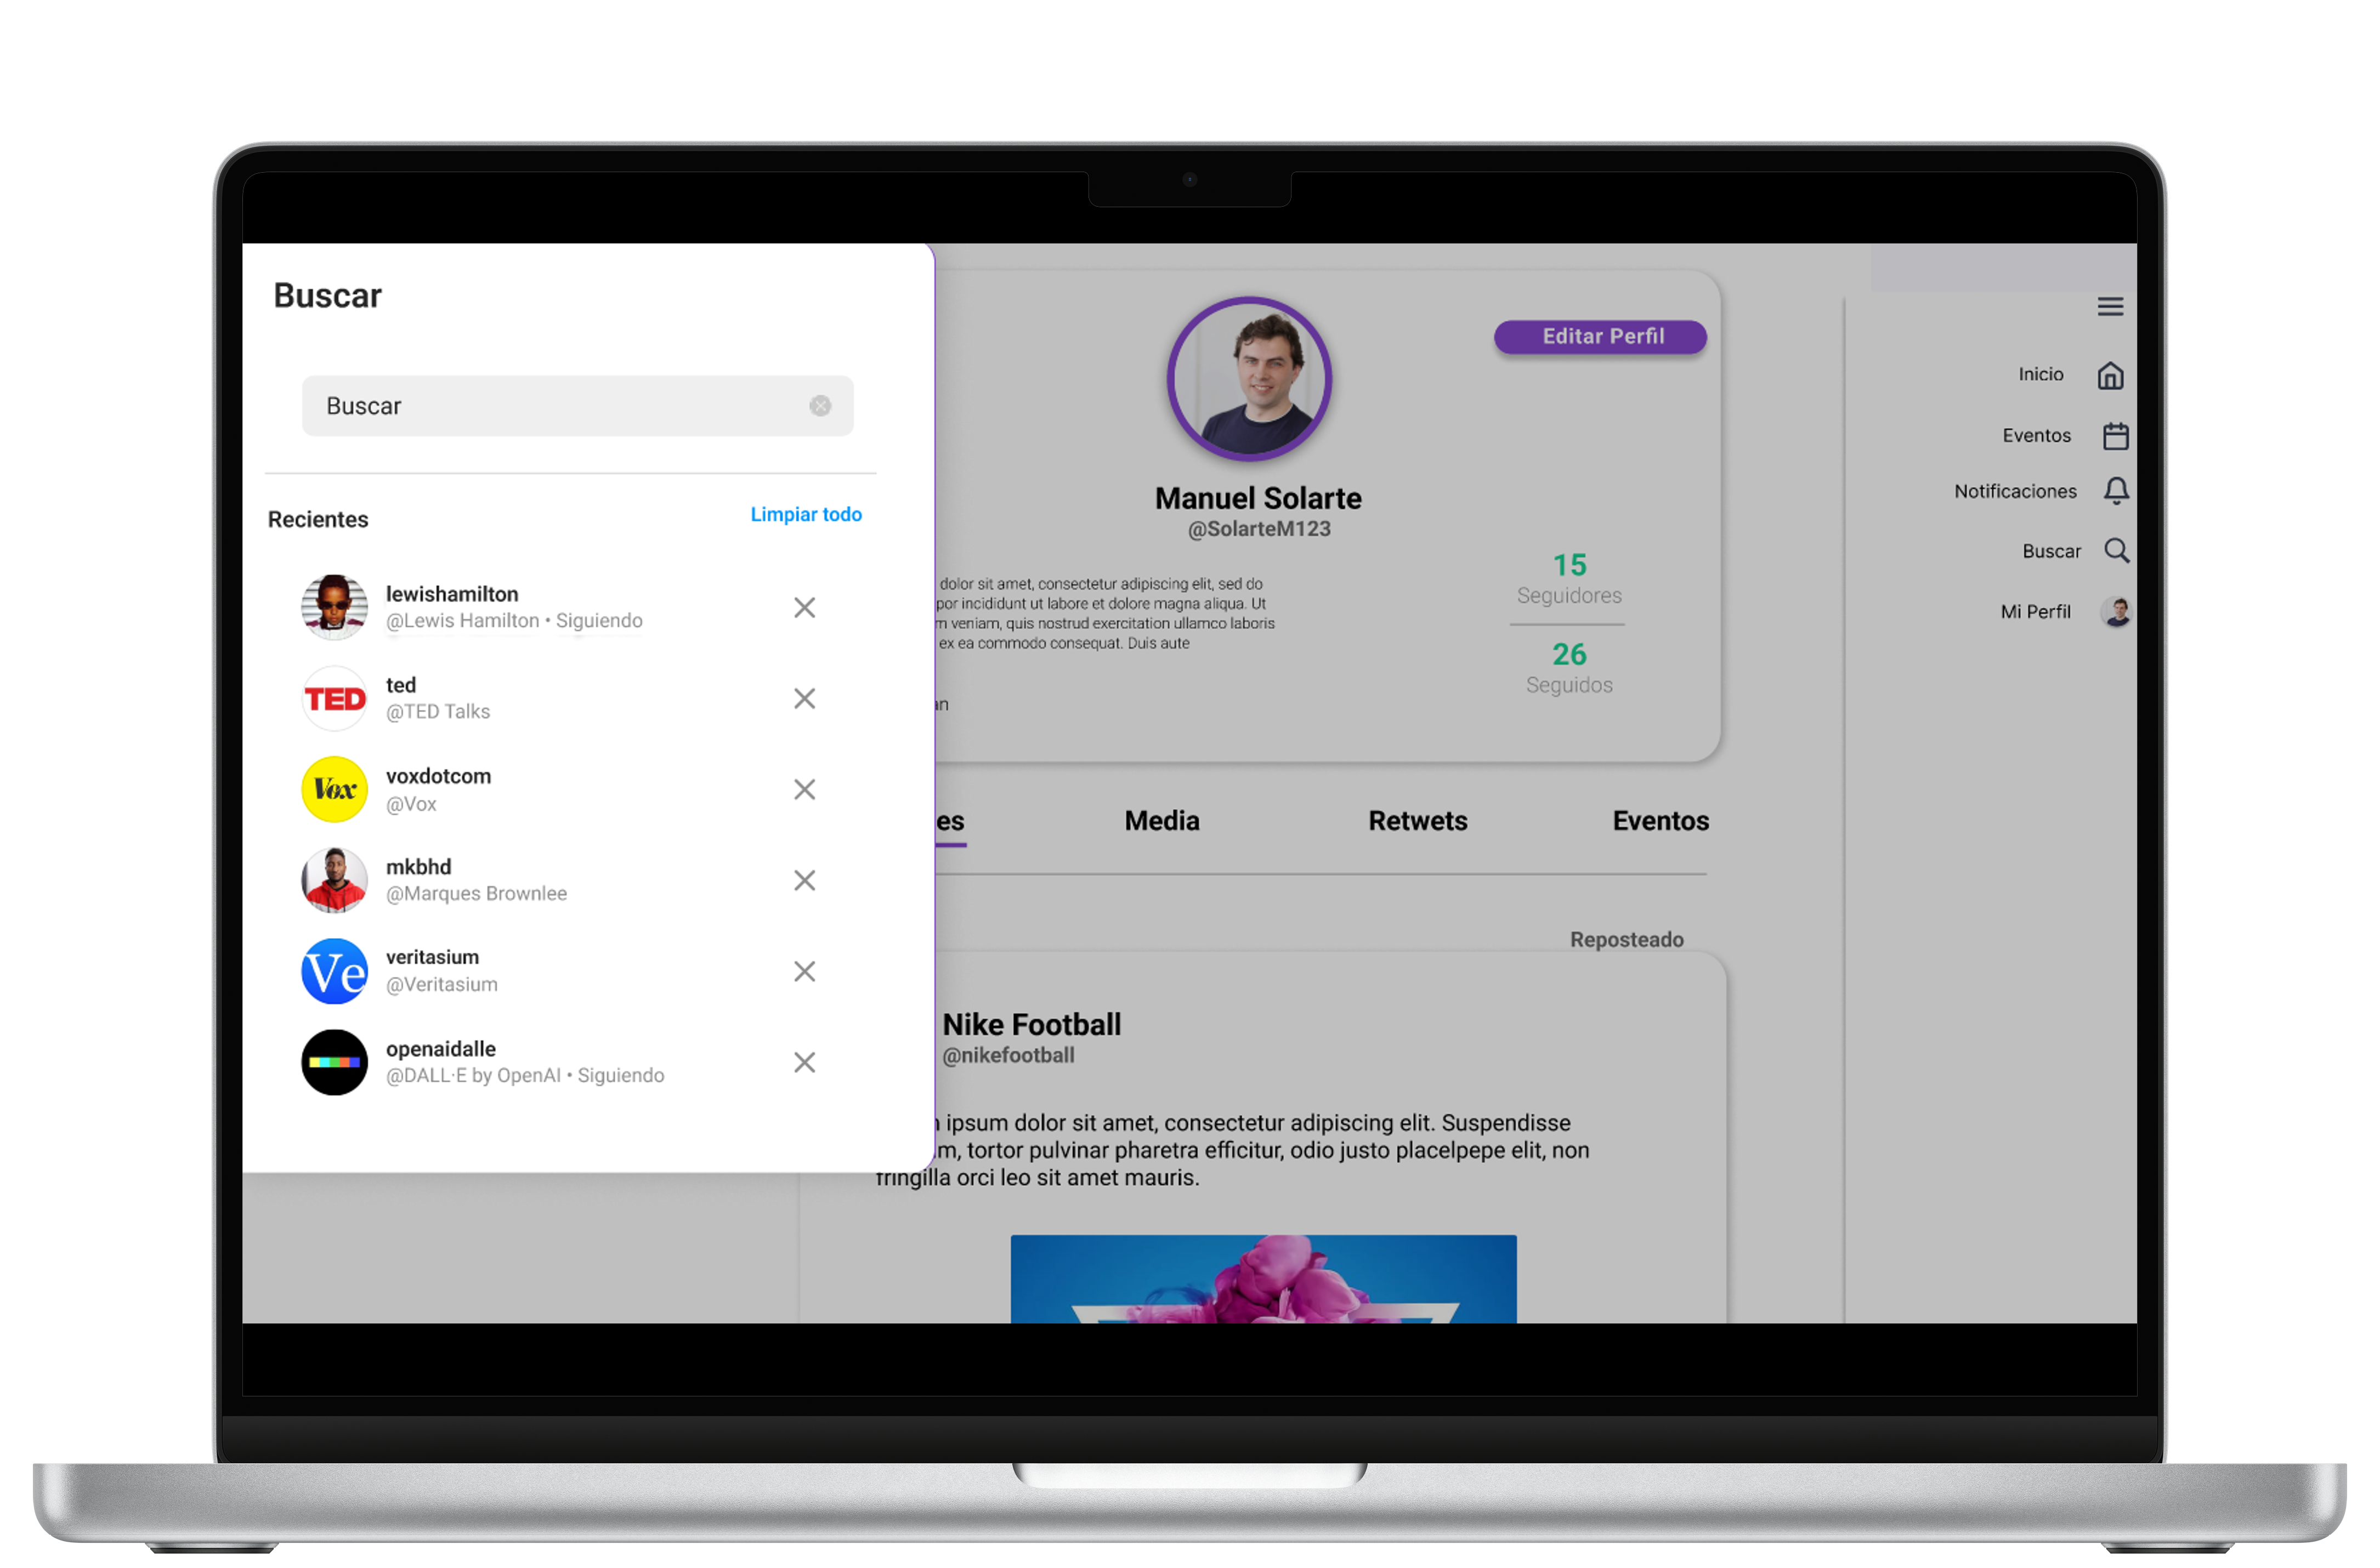 Buscar
Buscar
Recientes
Limpiar todo
lewishamilton
@Lewis Hamilton • Siguiendo
TED
ted
@TED Talks
Vox
voxdotcom
@Vox
mkbhd
@Marques Brownlee
Ve
veritasium
@Veritasium
openaidalle
@DALL·E by OpenAI • Siguiendo
Editar Perfil
Manuel Solarte
@SolarteM123
dolor sit amet, consectetur adipiscing elit, sed do
por incididunt ut labore et dolore magna aliqua. Ut
m veniam, quis nostrud exercitation ullamco laboris
ex ea commodo consequat. Duis aute
an
15
Seguidores
26
Seguidos
es
Media
Retwets
Eventos
Reposteado
Nike Football
@nikefootball
ipsum dolor sit amet, consectetur adipiscing elit. Suspendisse
m, tortor pulvinar pharetra efficitur, odio justo placelpepe elit, non
fringilla orci leo sit amet mauris.
Inicio
Eventos
Notificaciones
Buscar
Mi Perfil